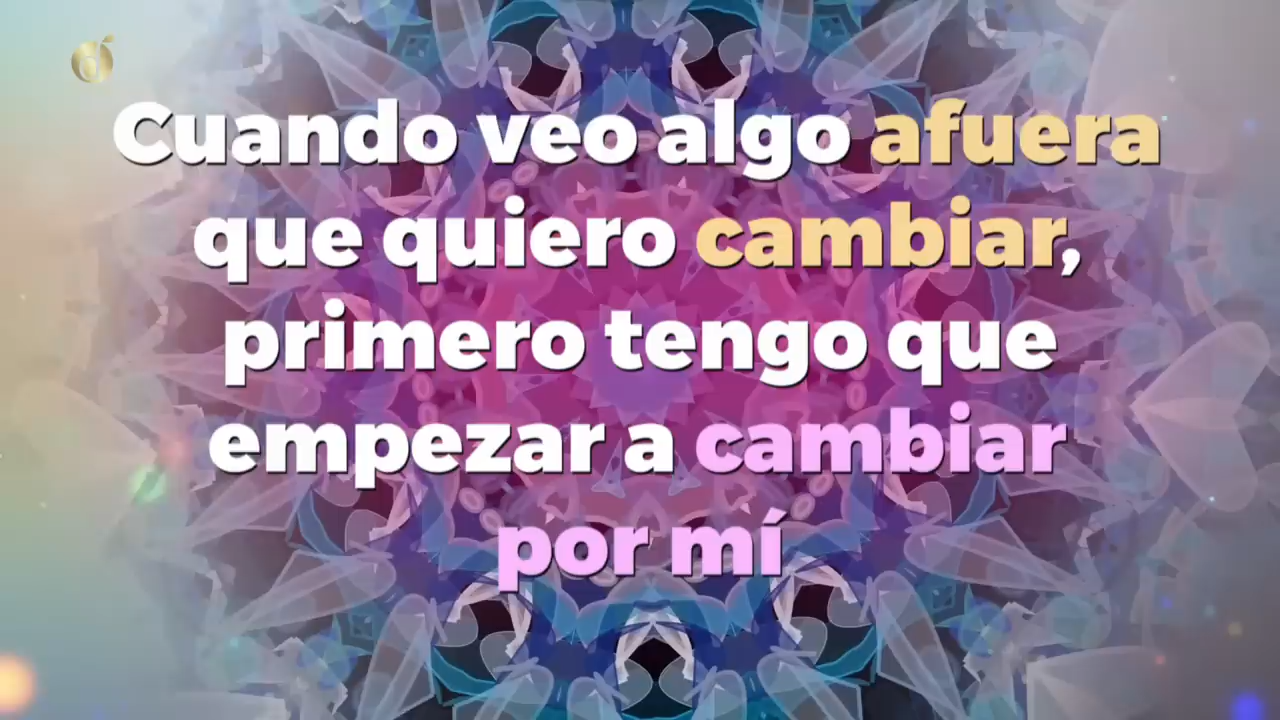 Cuando veo algo afuera
que quiero cambiar,
primero tengo que
empezar a cambiar
por mí